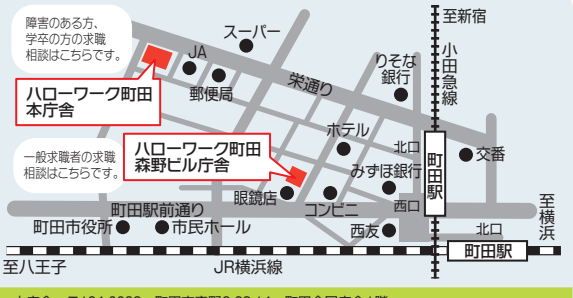 障害のある方、
学卒の方の求職
相談はこちらです。
ハローワーク町田
本庁舎
JA
郵便局
スーパー
栄通り
りそな
銀行
至新宿
小田急線
一般求職者の求職
相談はこちらです。
ハローワーク町田
森野ビル庁舎
ホテル
北口
みずほ銀行
町田駅
交番
眼鏡店
コンビニ
西口
町田駅前通り
町田市役所
市民ホール
西友
北口
至横浜
町田駅
至八王子
JR横浜線